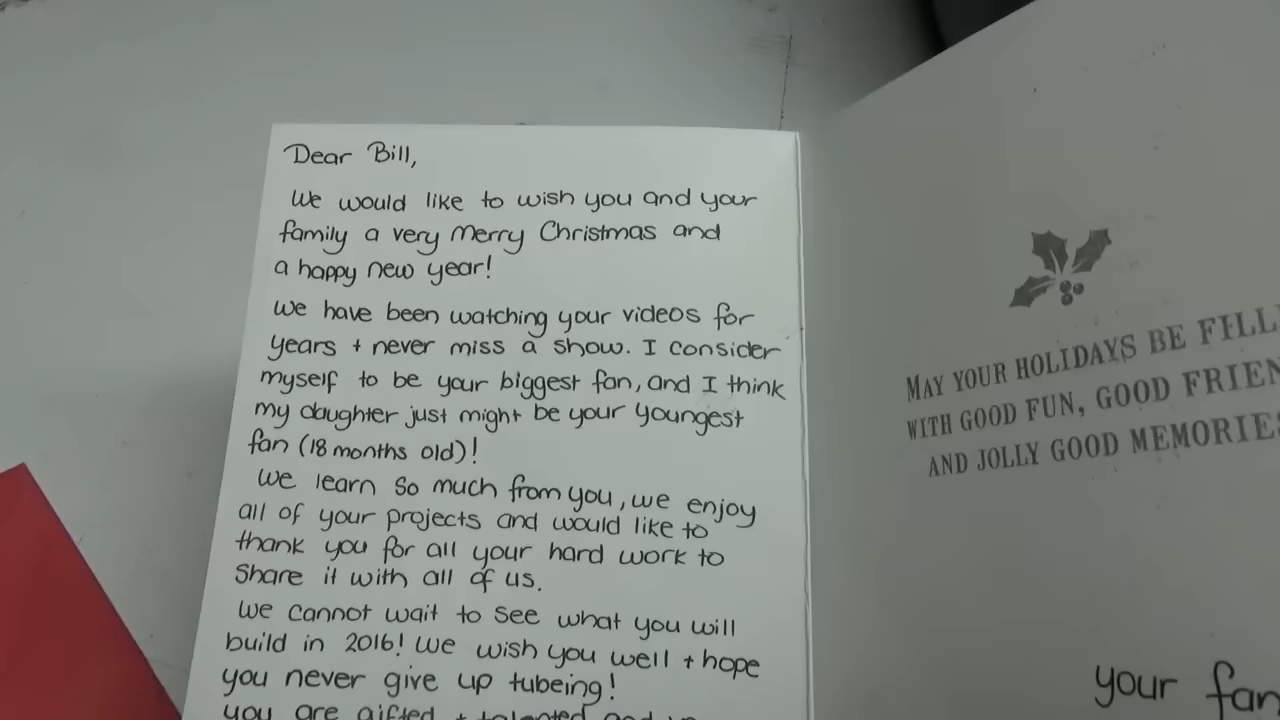 Dear Bill,
We would like to wish you and your
family a very Merry Christmas and
a happy new year!
We have been watching your videos for
years + never miss a show. I consider
myself to be your biggest fan, and I think
my daughter just might be your youngest
fan (18 months old)!
We learn so much from you, we enjoy
all of your projects and would like to
thank you for all your hard work to
share it with all of us.
We cannot wait to see what you will
build in 2016! We wish you well + hope
you never give up tubeing!
you are gifted + talented and
MAY YOUR HOLIDAYS BE FILL
WITH GOOD FUN, GOOD FRIEN
AND JOLLY GOOD MEMORIES
your fan